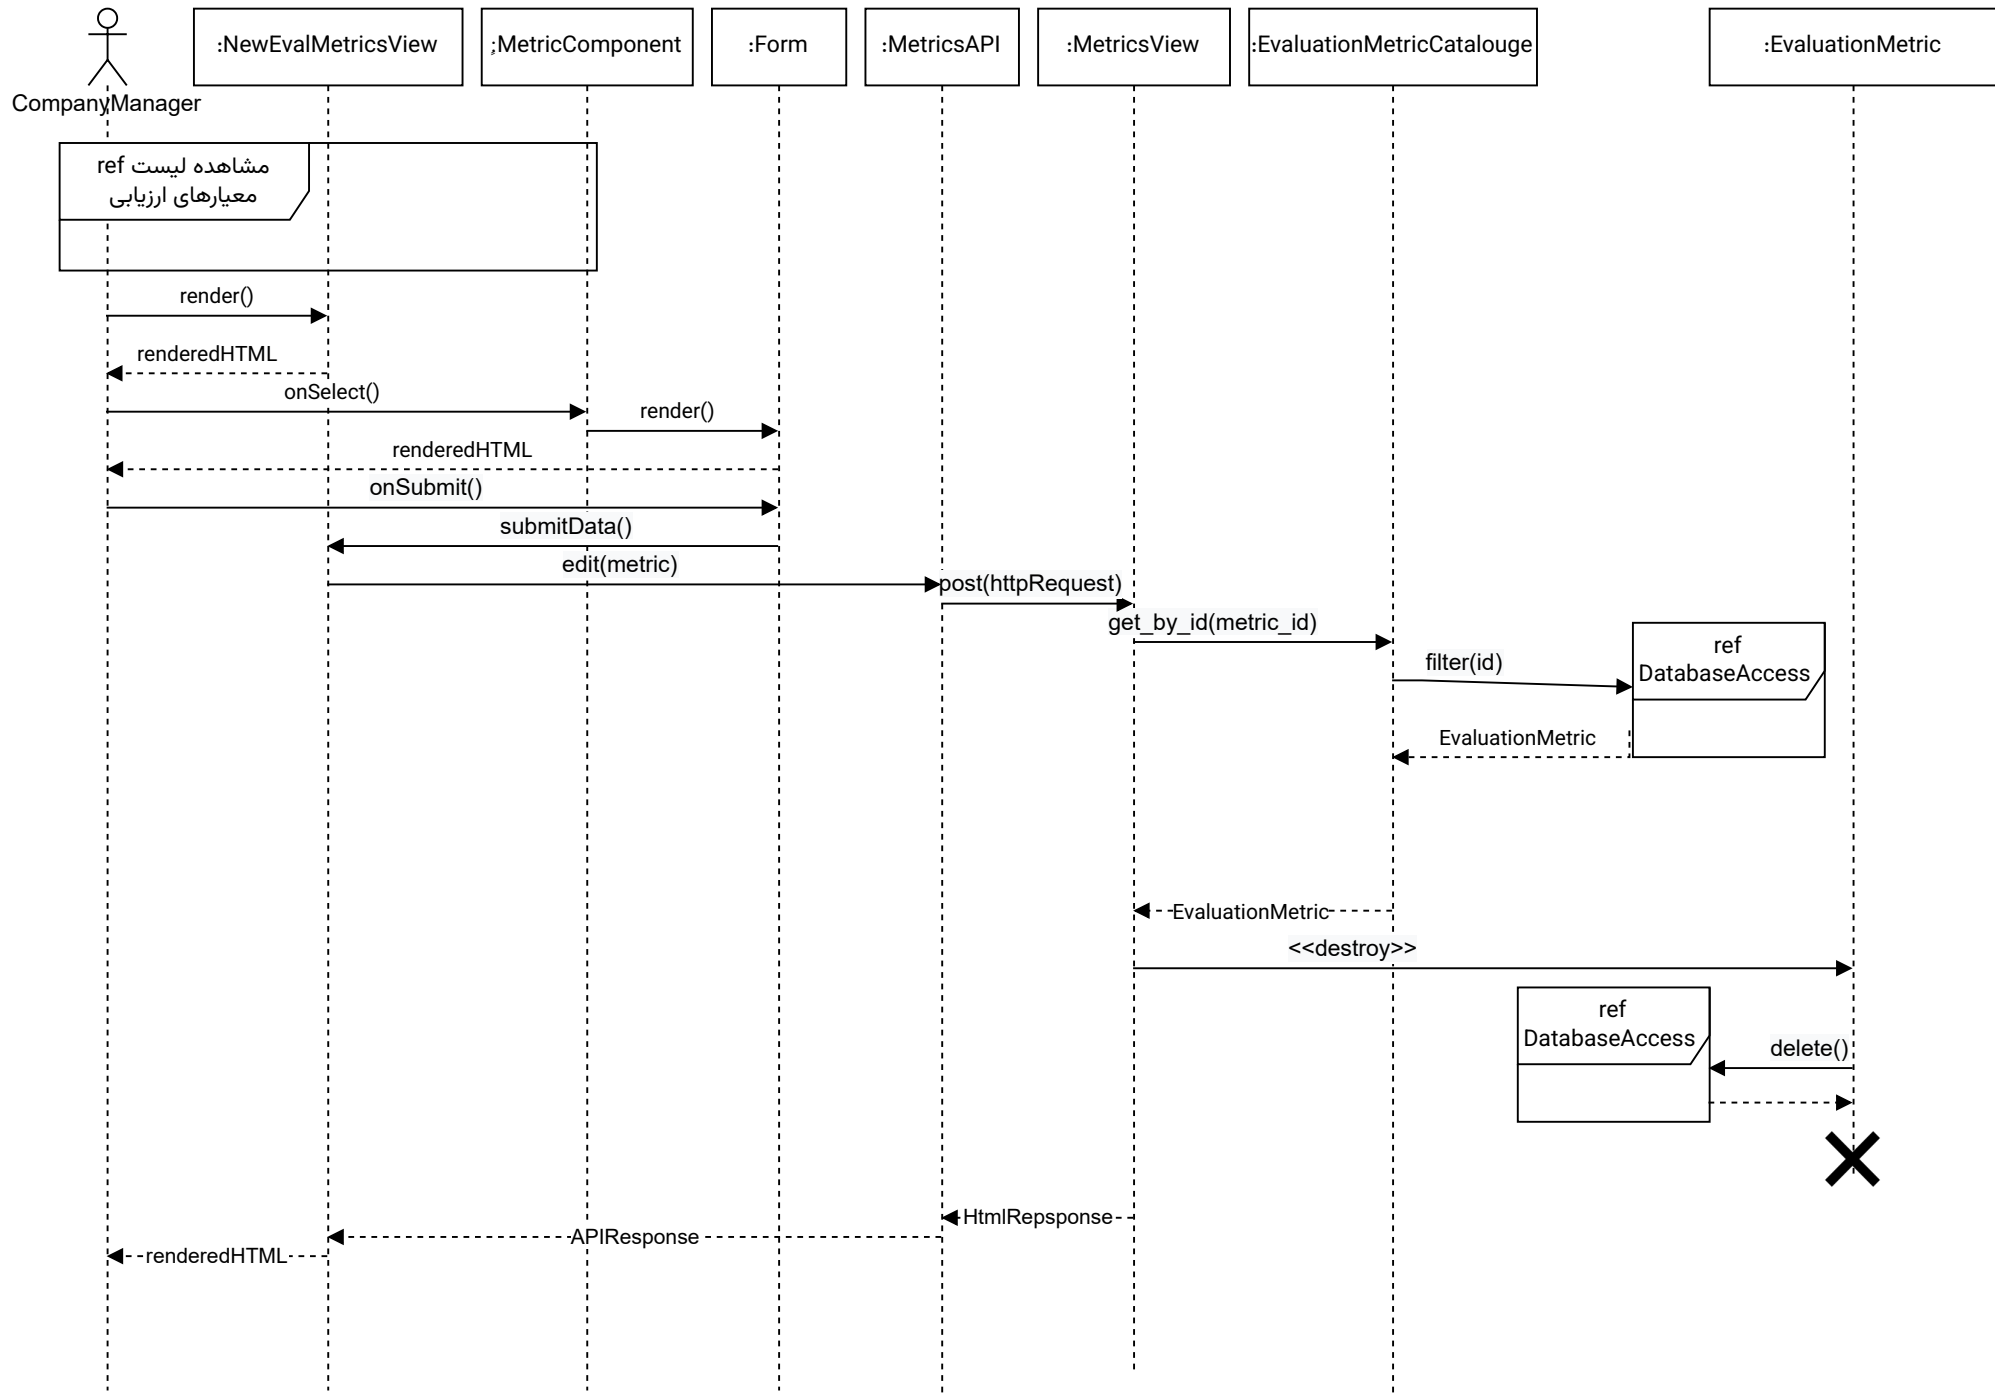 :NewEvalMetricsView
:MetricComponent
:Form
:MetricsAPI
:MetricsView
:EvaluationMetricCatalouge
:EvaluationMetric
CompanyManager
ref مشاهده لیست
معیارهای ارزیابی
render()
renderedHTML
onSelect()
render()
renderedHTML
onSubmit()
submitData()
edit(metric)
post(httpRequest)
get_by_id(metric_id)
ref
DatabaseAccess
filter(id)
EvaluationMetric
EvaluationMetric
<<destroy>>
ref
DatabaseAccess
delete()
HtmlRepsponse
APIResponse
renderedHTML